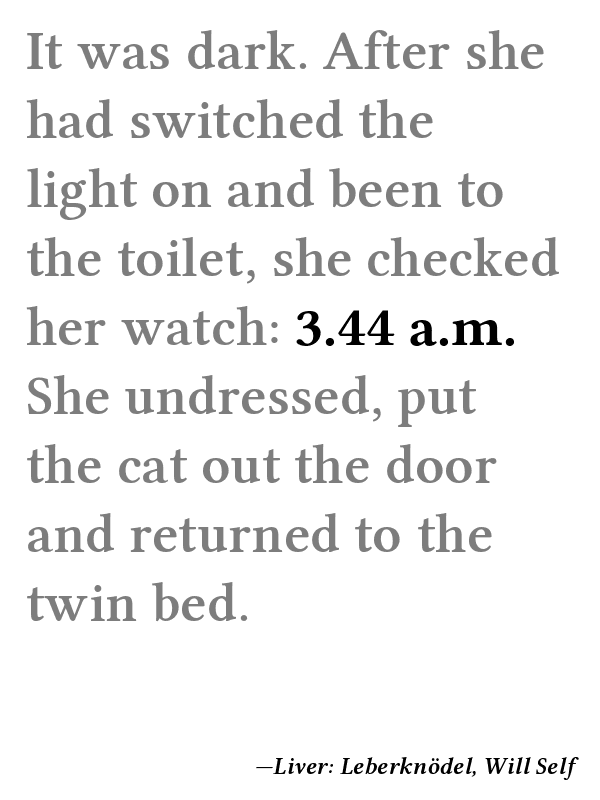 It was dark. After she
had switched the
light on and been to
the toilet, she checked
her watch: 3.44 a.m.
She undressed, put
the cat out the door
and returned to the
twin bed.
—Liver: Leberknödel, Will Self